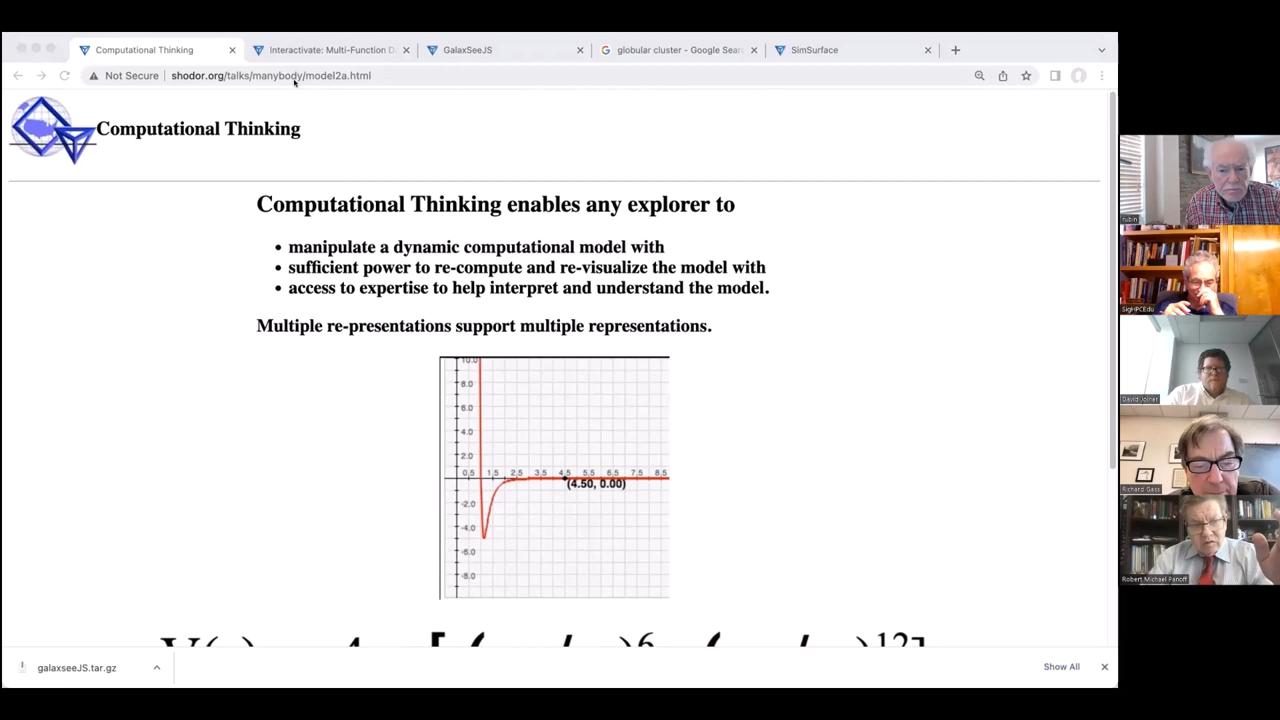 Computational Thinking
Interactivate: Multi-Function D
GalaxSeeJS
globular cluster - Google Sear
SimSurface
Not Secure
shodor.org/talks/manybody/model2a.html
Computational Thinking
Computational Thinking enables any explorer to
• manipulate a dynamic computational model with
• sufficient power to re-compute and re-visualize the model with
• access to expertise to help interpret and understand the model.
Multiple re-presentations support multiple representations.
10.0
8.0
6.0
4.0
2.0
0.5 1.5 2.5 3.5 4.5 5.5 6.5 7.5 8.5
(4.50, 0.00)
-2.0
-4.0
-6.0
-8.0
galaxseeJS.tar.gz
Show All
rubin
SigHPCEdu
David Joiner
Richard Gass
Robert Michael Panoff